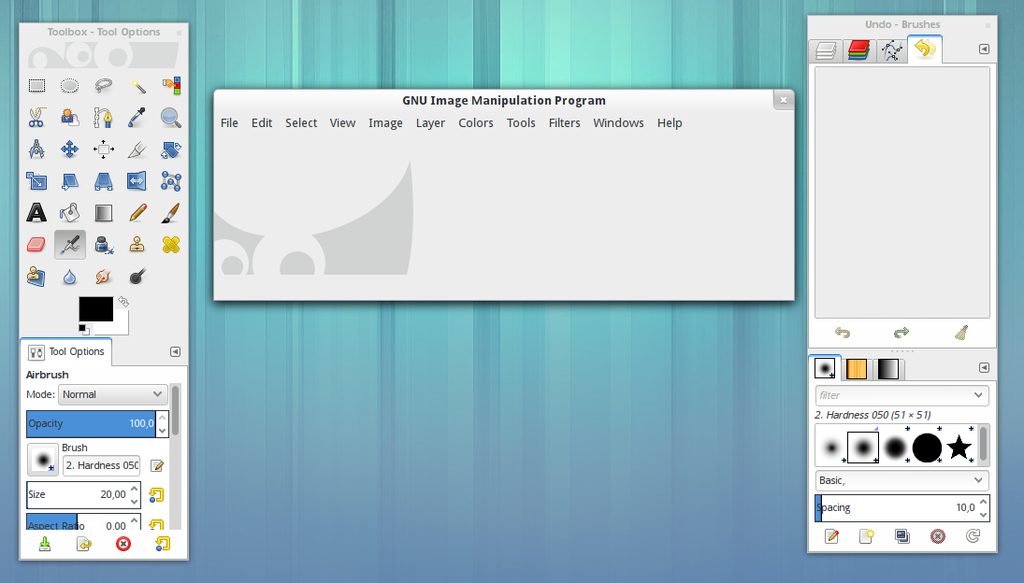 Toolbox - Tool Options
Tool Options
Airbrush
Mode: Normal
Opacity 100,0
Brush
2. Hardness 050
Size 20,00
Aspect Ratio 0.00
GNU Image Manipulation Program
File Edit Select View Image Layer Colors Tools Filters Windows Help
Undo - Brushes
filter
2. Hardness 050 (51 × 51)
Basic,
Spacing 10,0